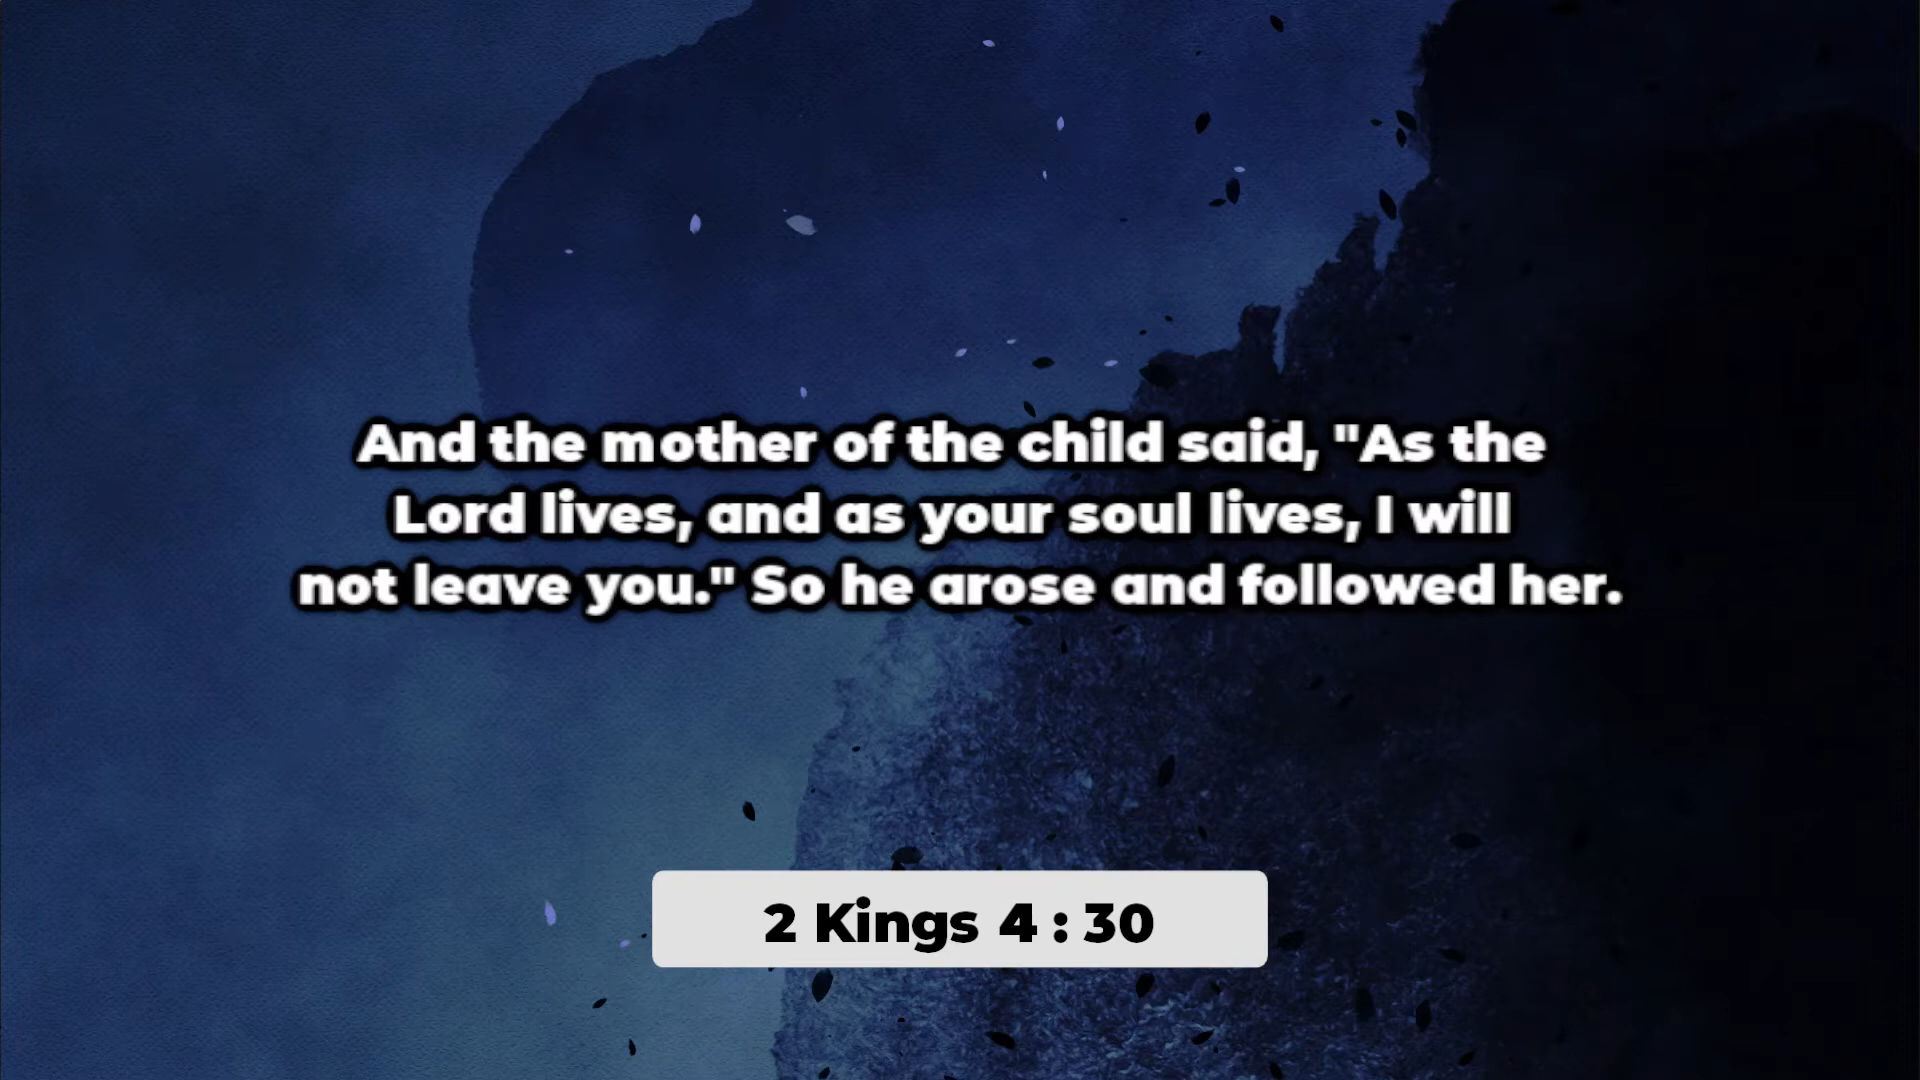 And the mother of the child said, "As the
Lord lives, and as your soul lives, I will
not leave you." So he arose and followed her.
2 Kings 4 : 30